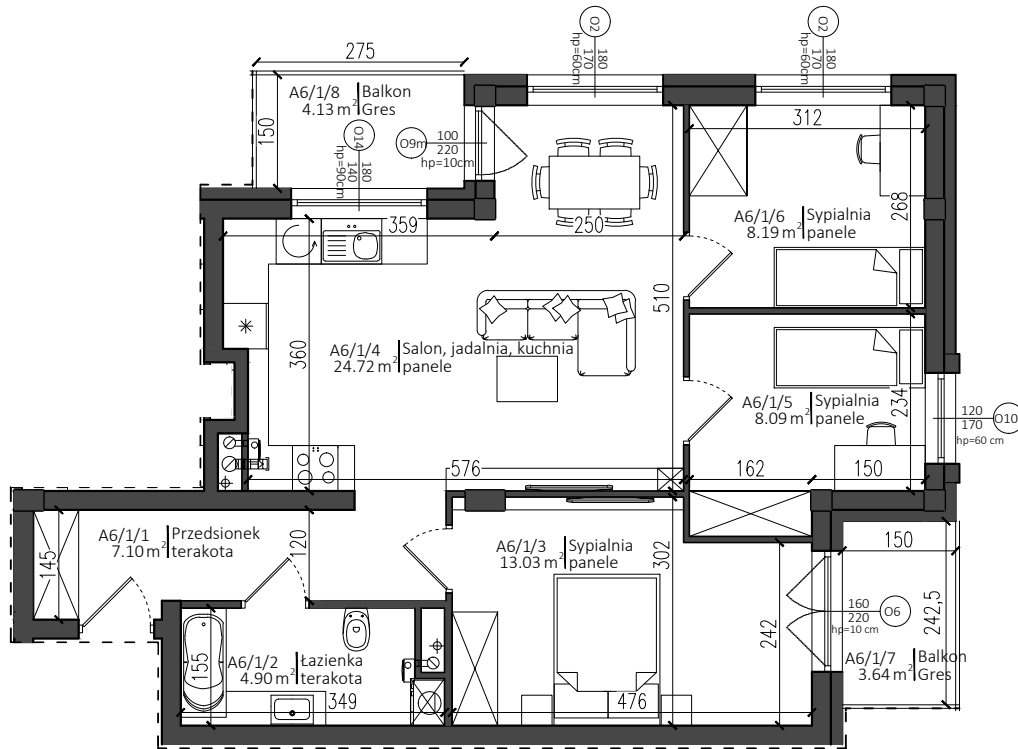 O2
180
170
hp=60cm
O2
180
170
hp=60cm
275
A6/1/8 Balkon
4.13 m² Gres
150
O14
180
140
hp=90cm
O9m
100
220
hp=10cm
312
268
A6/1/6 Sypialnia
8.19 m² panele
359
250
510
360
A6/1/4 Salon, jadalnia, kuchnia
24.72 m² panele
A6/1/5 Sypialnia
8.09 m² panele
234
120
170
hp=60 cm
O10
576
162
150
A6/1/1 Przedsionek
7.10 m² terakota
145
120
A6/1/3 Sypialnia
13.03 m² panele
302
242
150
242,5
160
220
hp=10 cm
O6
A6/1/7 Balkon
3.64 m² Gres
155
A6/1/2 Łazienka
4.90 m² terakota
349
476